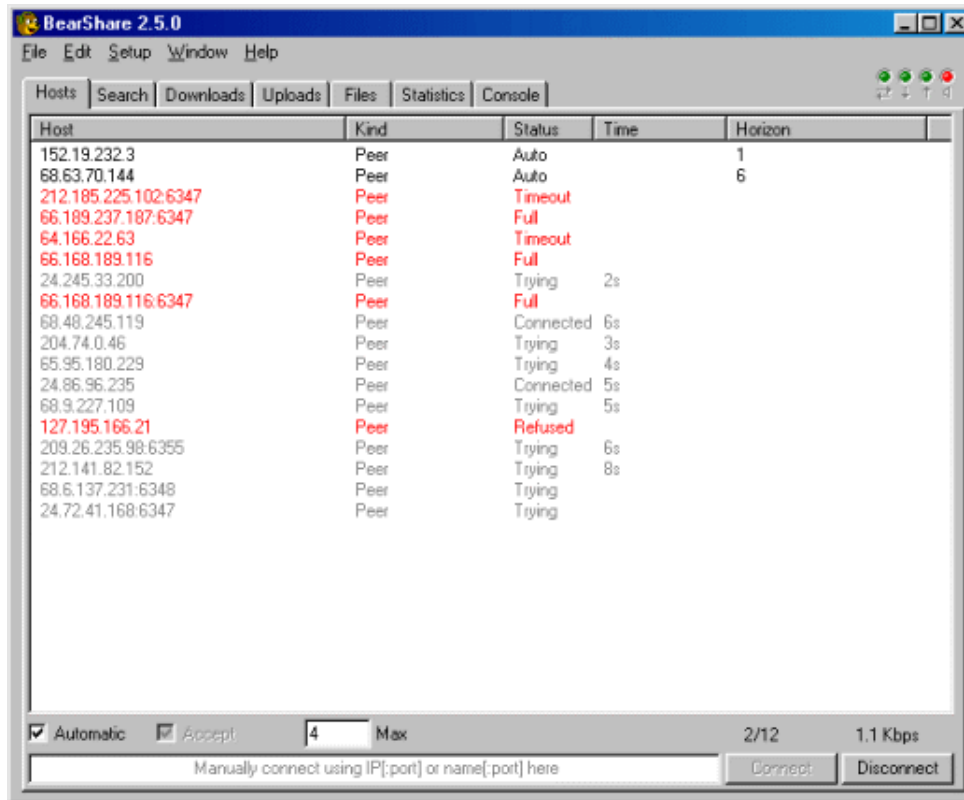 BearShare 2.5.0
File Edit Setup Window Help
Hosts Search Downloads Uploads Files Statistics Console
Host Kind Status Time Horizon
152.19.232.3 Peer Auto 1
68.63.70.144 Peer Auto 6
212.185.225.102:6347 Peer Timeout
66.189.237.187:6347 Peer Full
64.166.22.63 Peer Timeout
66.168.189.116 Peer Full
24.245.33.200 Peer Trying 2s
66.168.189.116:6347 Peer Full
68.48.245.119 Peer Connected 6s
204.74.0.46 Peer Trying 3s
65.95.180.229 Peer Trying 4s
24.86.96.235 Peer Connected 5s
68.9.227.109 Peer Trying 5s
127.195.166.21 Peer Refused
209.26.235.98:6355 Peer Trying 6s
212.141.82.152 Peer Trying 8s
68.6.137.231:6348 Peer Trying
24.72.41.168:6347 Peer Trying
Automatic Accept 4 Max 2/12 1.1 Kbps
Manually connect using IP[:port] or name[:port] here Connect Disconnect